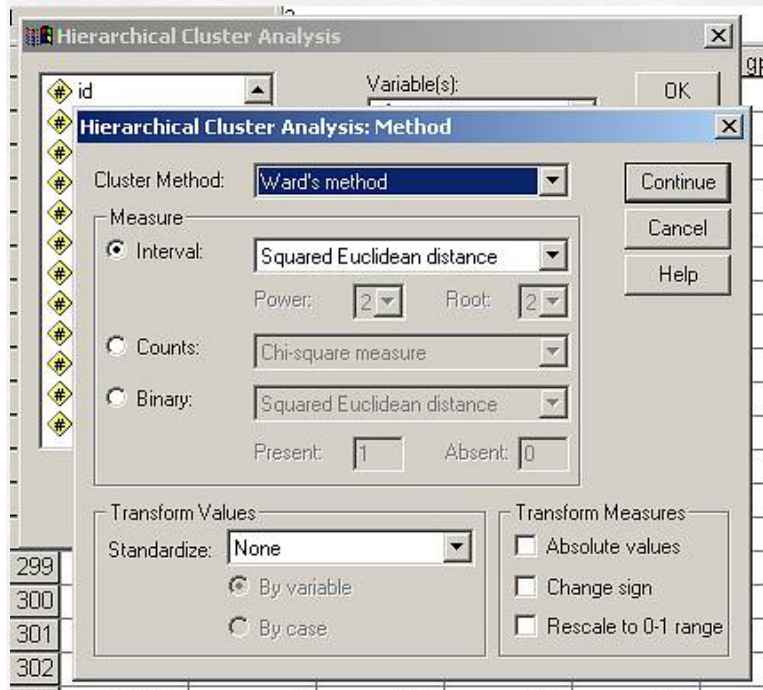 Hierarchical Cluster Analysis
id
Variable(s):
OK
Hierarchical Cluster Analysis: Method
Cluster Method: Ward's method
Continue
Cancel
Help
Measure
Interval: Squared Euclidean distance
Power: 2 Root: 2
Counts: Chi-square measure
Binary: Squared Euclidean distance
Present: 1 Absent: 0
Transform Values
Standardize: None
By variable
By case
Transform Measures
Absolute values
Change sign
Rescale to 0-1 range
299
300
301
302